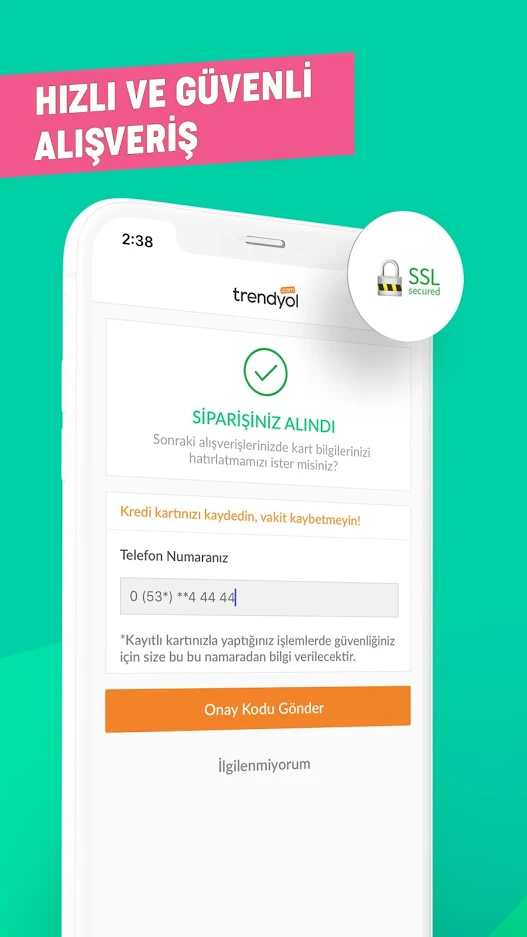 HIZLI VE GÜVENLİ
ALIŞVERİŞ
2:38
SSL
secured
trendyol
com
SİPARİŞİNİZ ALINDI
Sonraki alışverişlerinizde kart bilgilerinizi
hatırlatmamızı ister misiniz?
Kredi kartınızı kaydedin, vakit kaybetmeyin!
Telefon Numaranız
0 (53*) **4 44 44
*Kayıtlı kartınızla yaptığınız işlemlerde güvenliğiniz
için size bu bu namaradan bilgi verilecektir.
Onay Kodu Gönder
İlgilenmiyorum